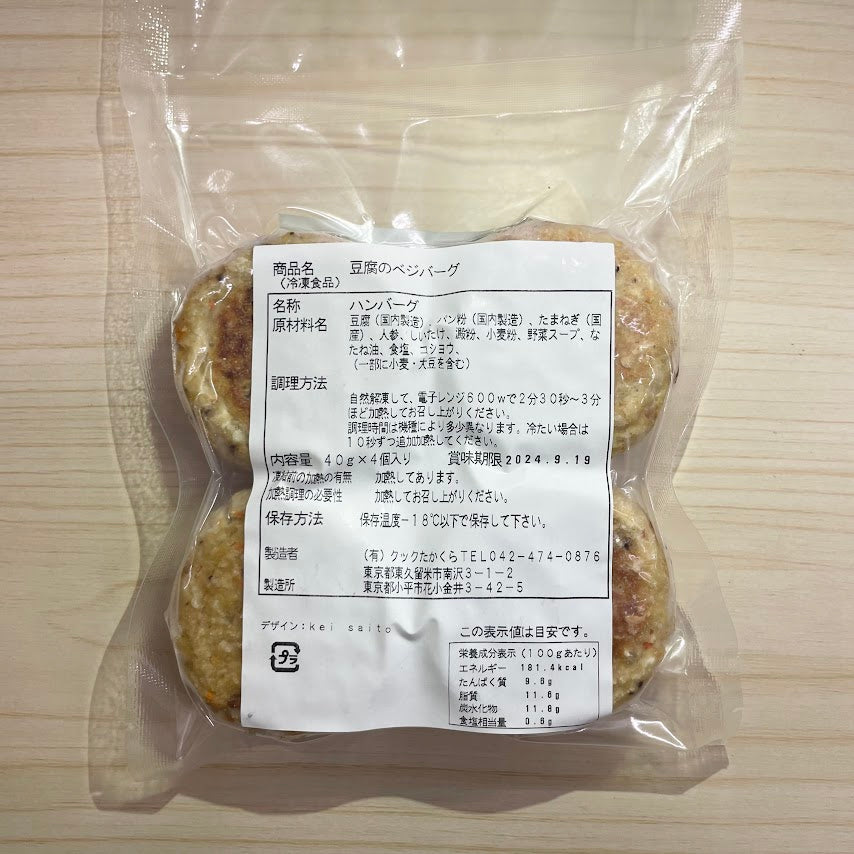 商品名　豆腐のベジバーグ
（冷凍食品）
名称　ハンバーグ
原材料名　豆腐（国内製造）、パン粉（国内製造）、たまねぎ（国
産）、人参、しいたけ、澱粉、小麦粉、野菜スープ、な
たね油、食塩、コショウ、
（一部に小麦・大豆を含む）
調理方法
自然解凍して、電子レンジ600wで2分30秒～3分
ほど加熱してお召し上がりください。
調理時間は機種により多少異なります。冷たい場合は
10秒ずつ追加加熱してください。
内容量　40g×4個入り　賞味期限2024.9.19
凍結前の加熱の有無　加熱してあります。
加熱調理の必要性　加熱してお召し上がりください。
保存方法　保存温度-18℃以下で保存して下さい。
製造者　（有）クックたかくらTEL042-474-0876
東京都東久留米市南沢3-1-2
製造所　東京都小平市花小金井3-42-5
デザイン:kei saito
プラ
この表示値は目安です。
栄養成分表示（100gあたり）
エネルギー　181.4kcal
たんぱく質　9.6g
脂質　11.6g
炭水化物　11.8g
食塩相当量　0.6g